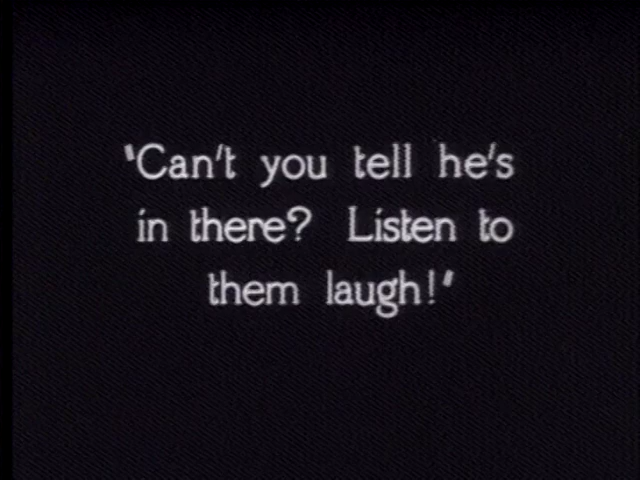 "Can't you tell he's
in there? Listen to
them laugh!"